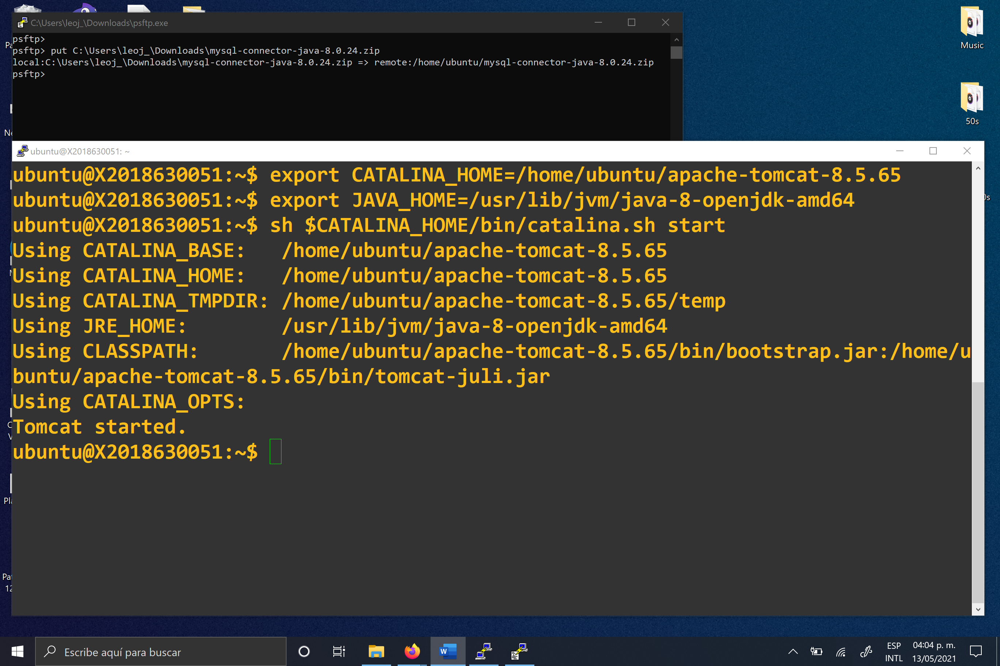 C:\Users\leoj_\Downloads\psftp.exe
psftp>
psftp> put C:\Users\leoj_\Downloads\mysql-connector-java-8.0.24.zip
local:C:\Users\leoj_\Downloads\mysql-connector-java-8.0.24.zip => remote:/home/ubuntu/mysql-connector-java-8.0.24.zip
psftp>
Music
50s
ubuntu@X2018630051: ~
ubuntu@X2018630051:~$ export CATALINA_HOME=/home/ubuntu/apache-tomcat-8.5.65
ubuntu@X2018630051:~$ export JAVA_HOME=/usr/lib/jvm/java-8-openjdk-amd64
ubuntu@X2018630051:~$ sh $CATALINA_HOME/bin/catalina.sh start
Using CATALINA_BASE:   /home/ubuntu/apache-tomcat-8.5.65
Using CATALINA_HOME:   /home/ubuntu/apache-tomcat-8.5.65
Using CATALINA_TMPDIR: /home/ubuntu/apache-tomcat-8.5.65/temp
Using JRE_HOME:        /usr/lib/jvm/java-8-openjdk-amd64
Using CLASSPATH:       /home/ubuntu/apache-tomcat-8.5.65/bin/bootstrap.jar:/home/u
buntu/apache-tomcat-8.5.65/bin/tomcat-juli.jar
Using CATALINA_OPTS:
Tomcat started.
ubuntu@X2018630051:~$
Escribe aquí para buscar
ESP
INTL
04:04 p. m.
13/05/2021